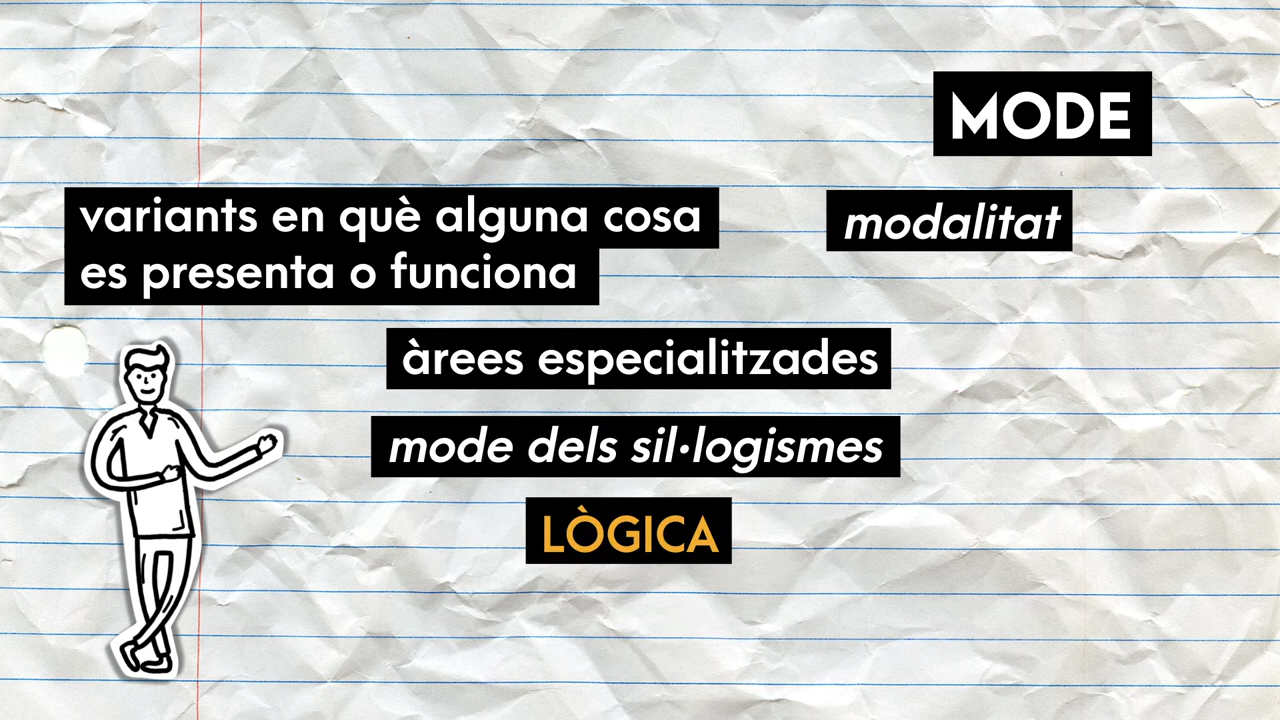 MODE
variants en què alguna cosa
es presenta o funciona
modalitat
àrees especialitzades
mode dels sil·logismes
LÒGICA